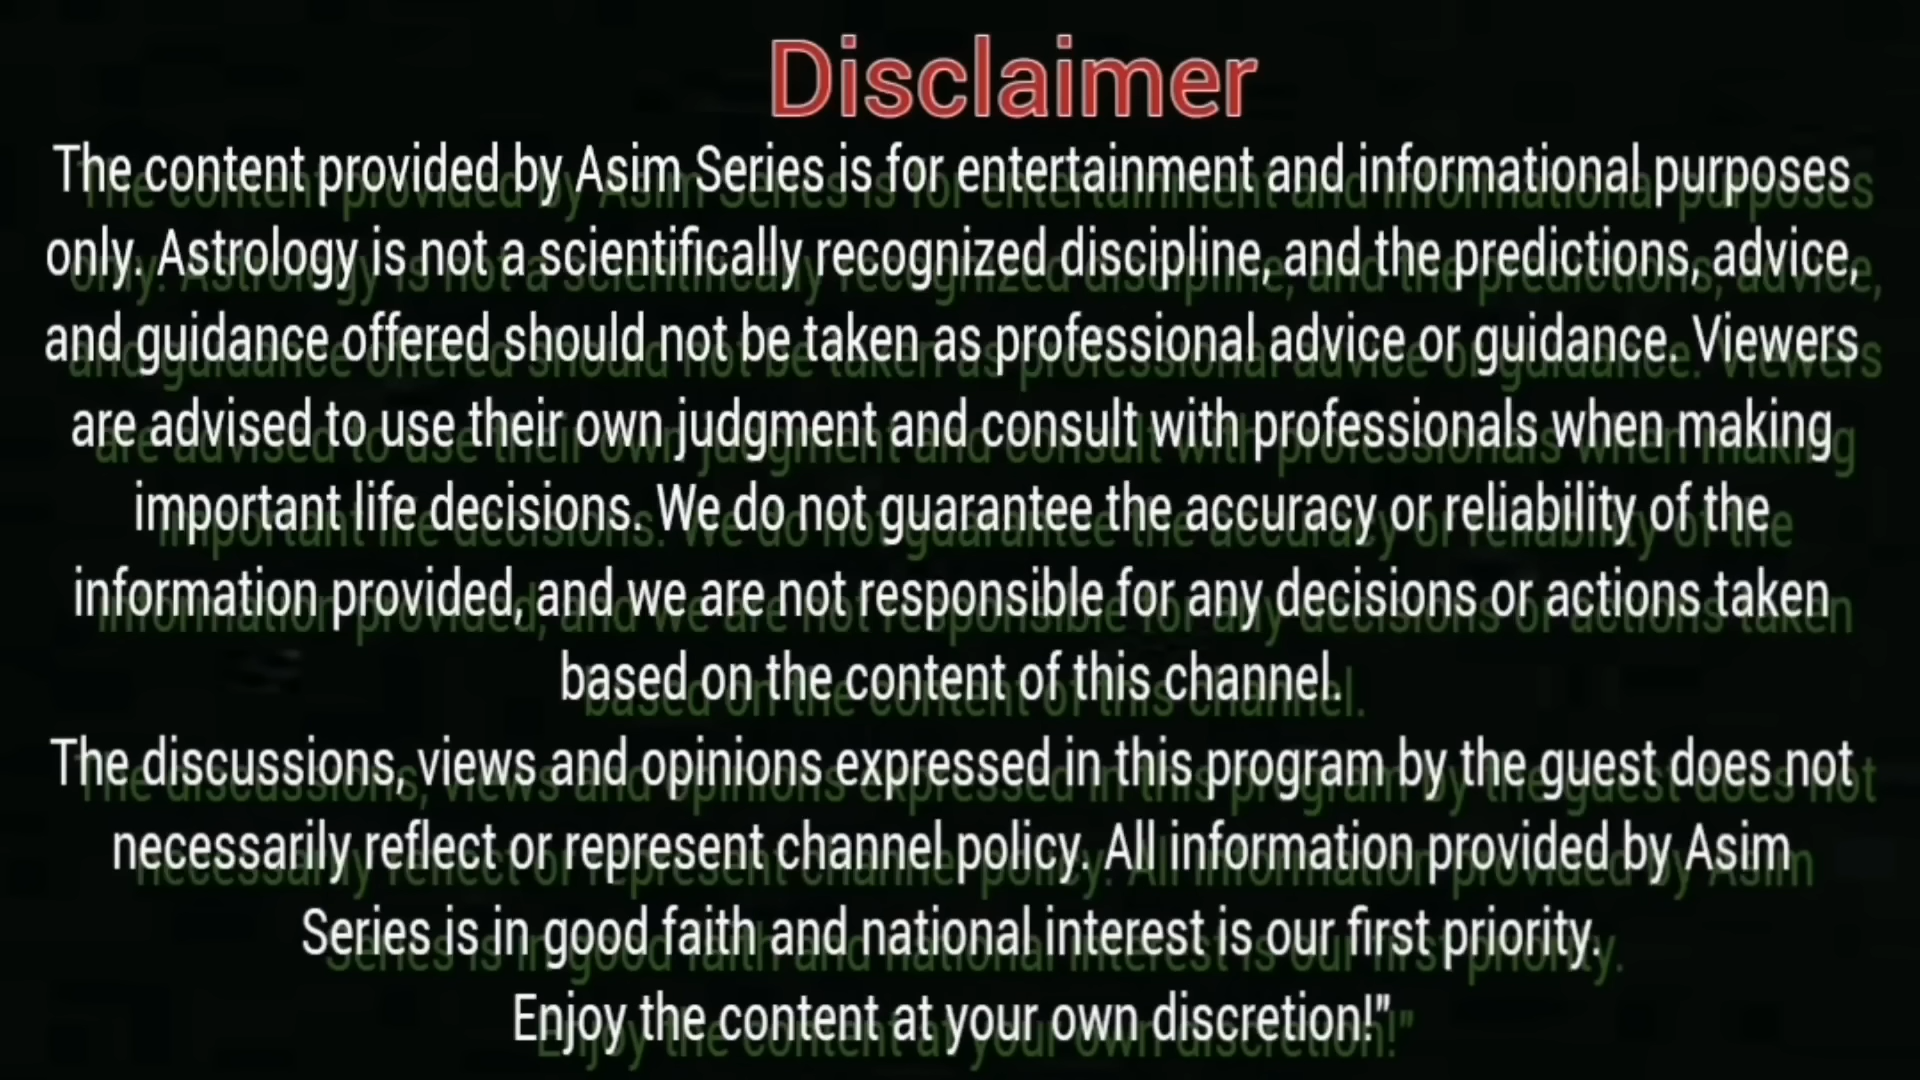 Disclaimer
The content provided by Asim Series is for entertainment and informational purposes
only. Astrology is not a scientifically recognized discipline, and the predictions, advice,
and guidance offered should not be taken as professional advice or guidance. Viewers
are advised to use their own judgment and consult with professionals when making
important life decisions. We do not guarantee the accuracy or reliability of the
information provided, and we are not responsible for any decisions or actions taken
based on the content of this channel.
The discussions, views and opinions expressed in this program by the guest does not
necessarily reflect or represent channel policy. All information provided by Asim
Series is in good faith and national interest is our first priority.
Enjoy the content at your own discretion!"